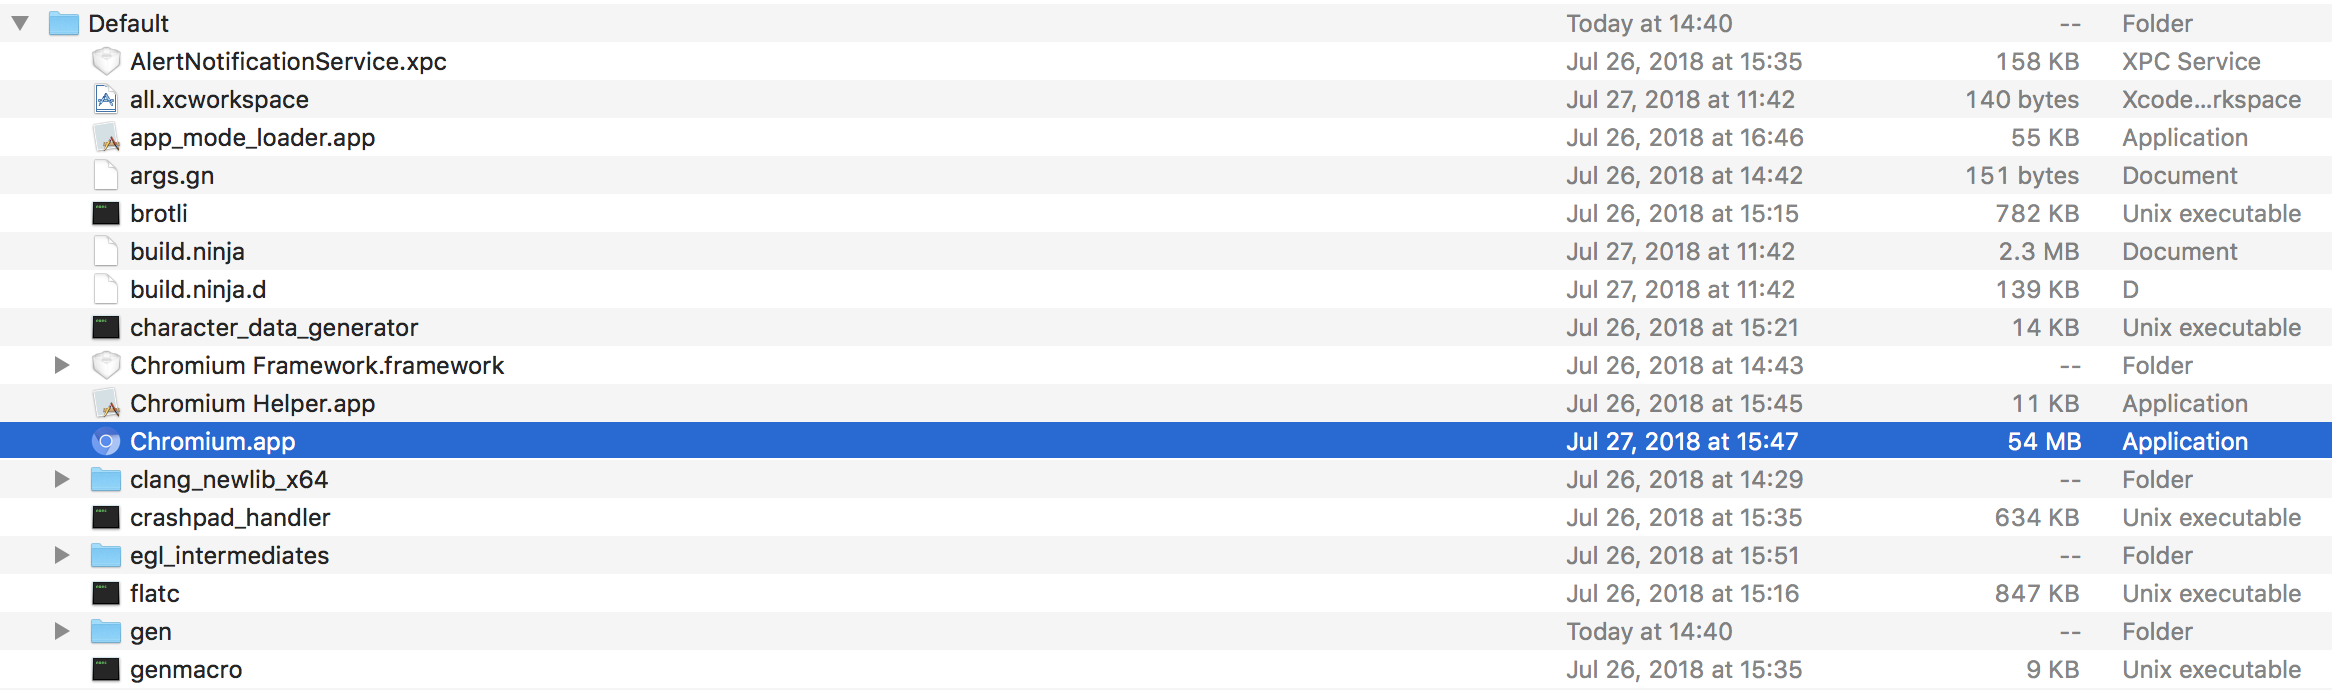 Default Today at 14:40 -- Folder
AlertNotificationService.xpc Jul 26, 2018 at 15:35 158 KB XPC Service
all.xcworkspace Jul 27, 2018 at 11:42 140 bytes Xcode...rkspace
app_mode_loader.app Jul 26, 2018 at 16:46 55 KB Application
args.gn Jul 26, 2018 at 14:42 151 bytes Document
brotli Jul 26, 2018 at 15:15 782 KB Unix executable
build.ninja Jul 27, 2018 at 11:42 2.3 MB Document
build.ninja.d Jul 27, 2018 at 11:42 139 KB D
character_data_generator Jul 26, 2018 at 15:21 14 KB Unix executable
Chromium Framework.framework Jul 26, 2018 at 14:43 -- Folder
Chromium Helper.app Jul 26, 2018 at 15:45 11 KB Application
Chromium.app Jul 27, 2018 at 15:47 54 MB Application
clang_newlib_x64 Jul 26, 2018 at 14:29 -- Folder
crashpad_handler Jul 26, 2018 at 15:35 634 KB Unix executable
egl_intermediates Jul 26, 2018 at 15:51 -- Folder
flatc Jul 26, 2018 at 15:16 847 KB Unix executable
gen Today at 14:40 -- Folder
genmacro Jul 26, 2018 at 15:35 9 KB Unix executable